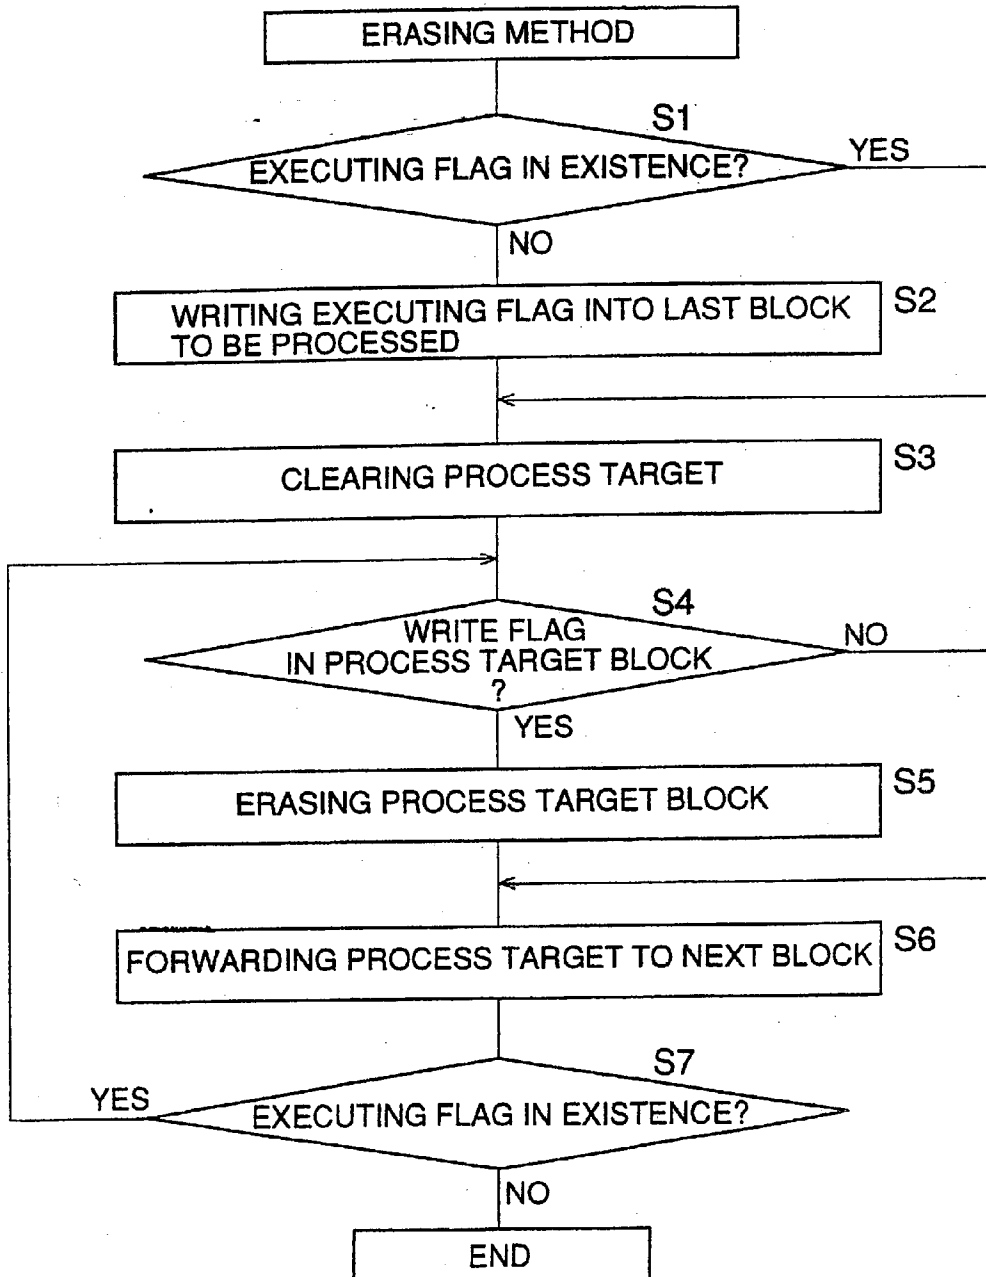 ERASING METHOD
S1
EXECUTING FLAG IN EXISTENCE?
YES
NO
WRITING EXECUTING FLAG INTO LAST BLOCK
TO BE PROCESSED
S2
CLEARING PROCESS TARGET
S3
S4
WRITE FLAG
IN PROCESS TARGET BLOCK
?
NO
YES
ERASING PROCESS TARGET BLOCK
S5
FORWARDING PROCESS TARGET TO NEXT BLOCK
S6
S7
YES
EXECUTING FLAG IN EXISTENCE?
NO
END